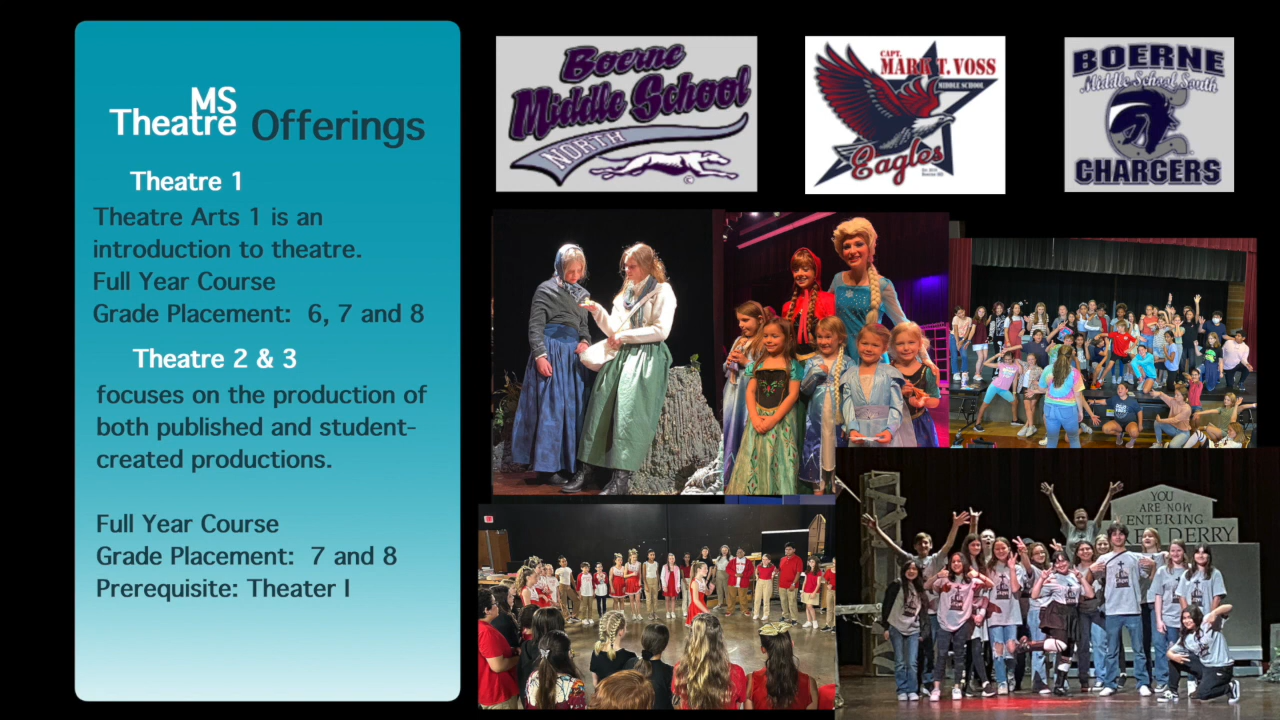 MS
Theatre Offerings
Theatre 1
Theatre Arts 1 is an
introduction to theatre.
Full Year Course
Grade Placement: 6, 7 and 8
Theatre 2 & 3
focuses on the production of
both published and student-
created productions.
Full Year Course
Grade Placement: 7 and 8
Prerequisite: Theater I
Boerne
Middle School
NORTH
©
CAPT.
MARK T. VOSS
MIDDLE SCHOOL
Eagles
BOERNE
Middle School South
CHARGERS
YOU
ARE NOW
ENTERING
DERRY